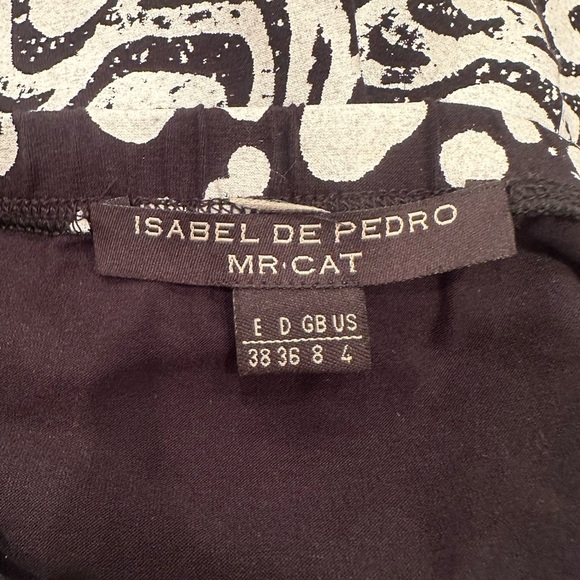 ISABEL DE PEDRO
MR·CAT
E D GB US
38 36 8 4